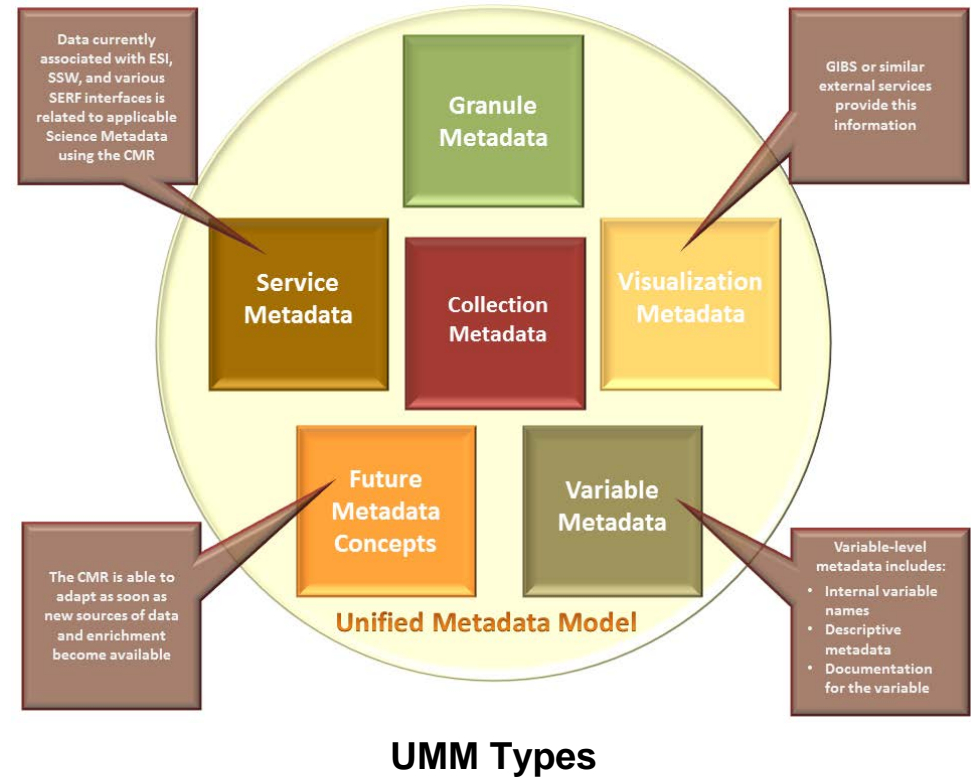 Data currently
associated with ESI,
SSW, and various
SERF interfaces is
related to applicable
Science Metadata
using the CMR
Granule
Metadata
GIBS or similar
external services
provide this
information
Service
Metadata
Collection
Metadata
Visualization
Metadata
Future
Metadata
Concepts
Variable
Metadata
The CMR is able to
adapt as soon as
new sources of data
and enrichment
become available
Variable-level
metadata includes:
• Internal variable
names
• Descriptive
metadata
• Documentation
for the variable
Unified Metadata Model
UMM Types